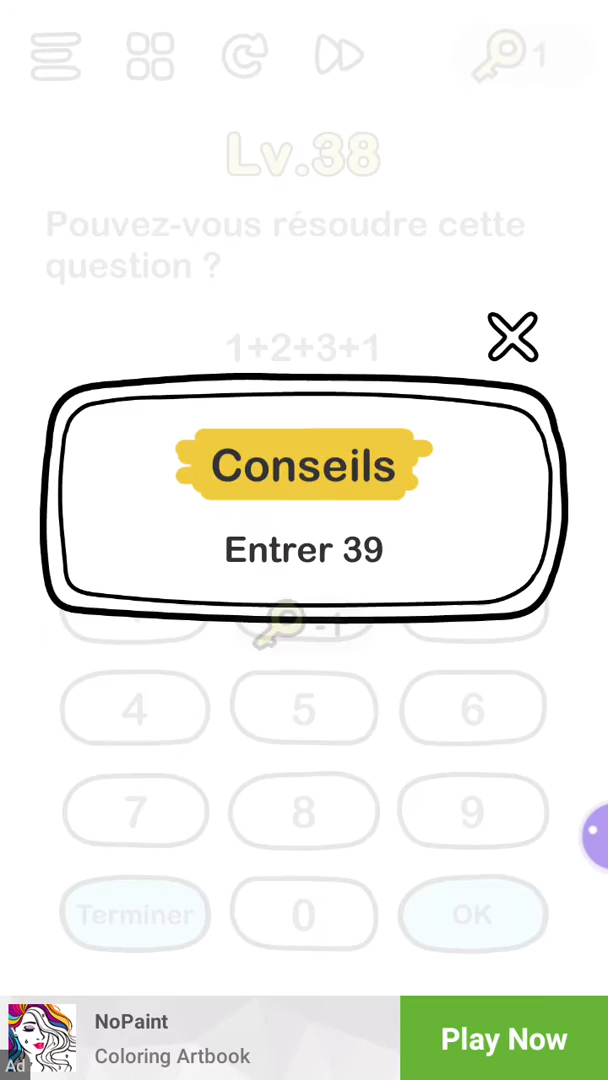 1
Lv.38
Pouvez-vous résoudre cette
question ?
1+2+3+1
Conseils
Entrer 39
-1
4 5 6
7 8 9
Terminer 0 OK
NoPaint
Coloring Artbook
Play Now
Ad